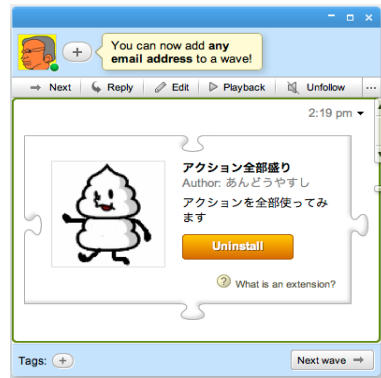 You can now add any
email address to a wave!
Next Reply Edit Playback Unfollow ...
2:19 pm
アクション全部盛り
Author: あんどうやすし
アクションを全部使ってみ
ます
Uninstall
? What is an extension?
Tags: +
Next wave